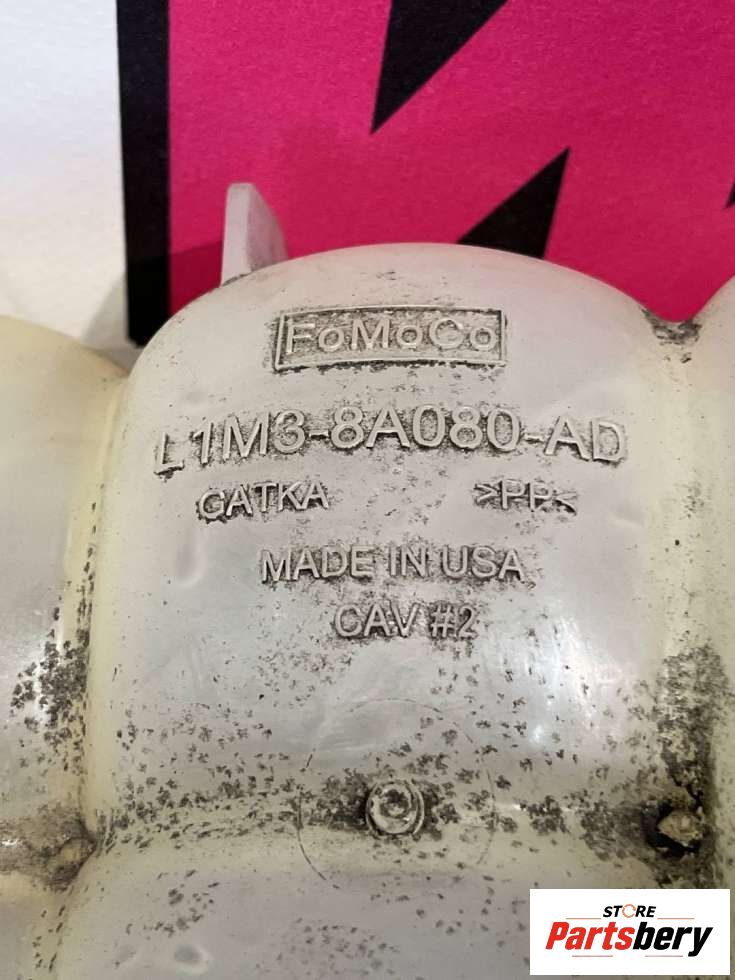 FoMoCo
L1M3-8A080-AD
CATKA >PP<
MADE IN USA
CAV #2
STORE
Partsbery